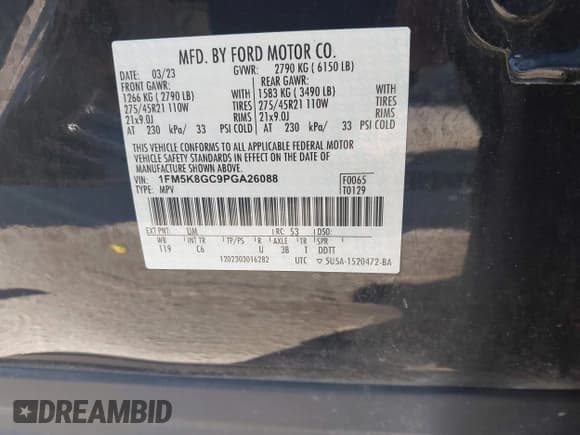 MFD. BY FORD MOTOR CO.
DATE: 03/23 GVWR: 2790 KG ( 6150 LB)
FRONT GAWR: REAR GAWR:
1266 KG ( 2790 LB) WITH 1583 KG ( 3490 LB) WITH
275/45R21 110W TIRES 275/45R21 110W TIRES
21x9.0J RIMS 21x9.0J RIMS
AT 230 kPa/ 33 PSI COLD AT 230 kPa/ 33 PSI COLD
THIS VEHICLE CONFORMS TO ALL APPLICABLE FEDERAL MOTOR
VEHICLE SAFETY STANDARDS IN EFFECT ON THE DATE OF
MANUFACTURE SHOWN ABOVE.
VIN: 1FM5K8GC9PGA26088 F0065
TYPE: MPV T0129
EXT PNT: UM RC: 53 DSO:
WB INT TR TP/PS R AXLE TR SPR
119 C6 U 3B T DDTT
1202303016282 UTC ▽ 5U5A-1520472-BA
DREAMBID